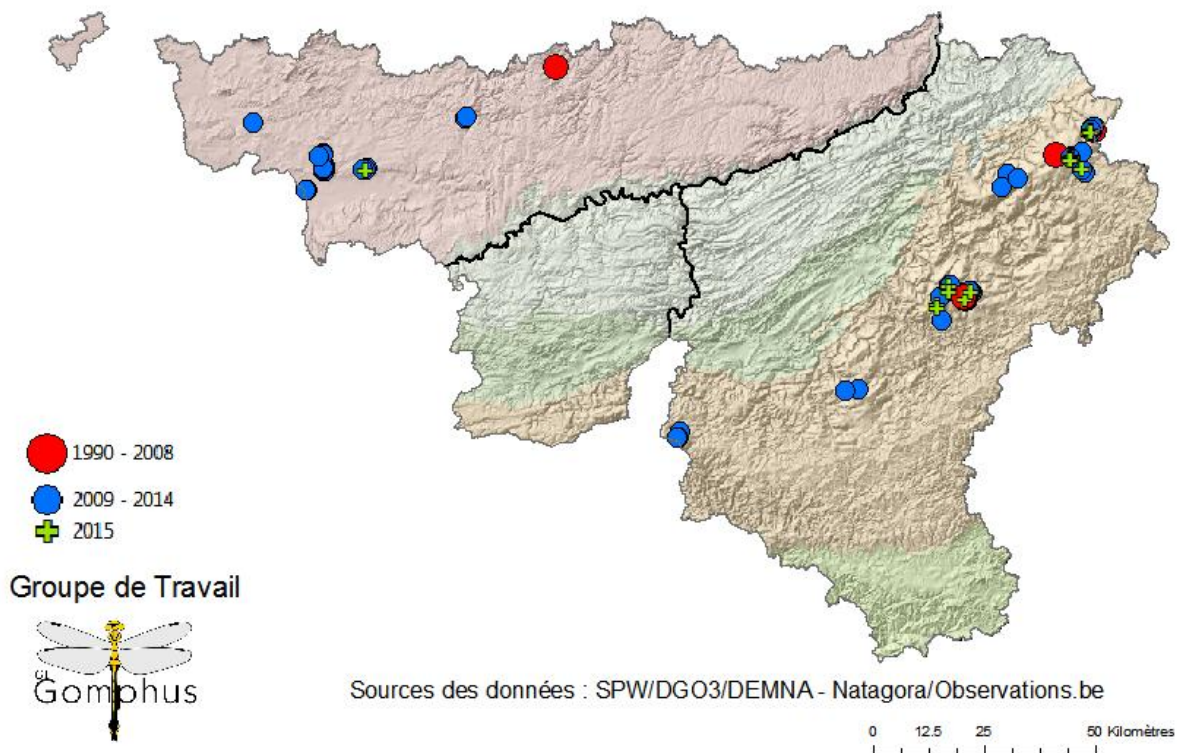 1990 - 2008
2009 - 2014
2015
Groupe de Travail
Gomphus
Sources des données : SPW/DGO3/DEMNA - Natagora/Observations.be
0 12.5 25 50 Kilomètres